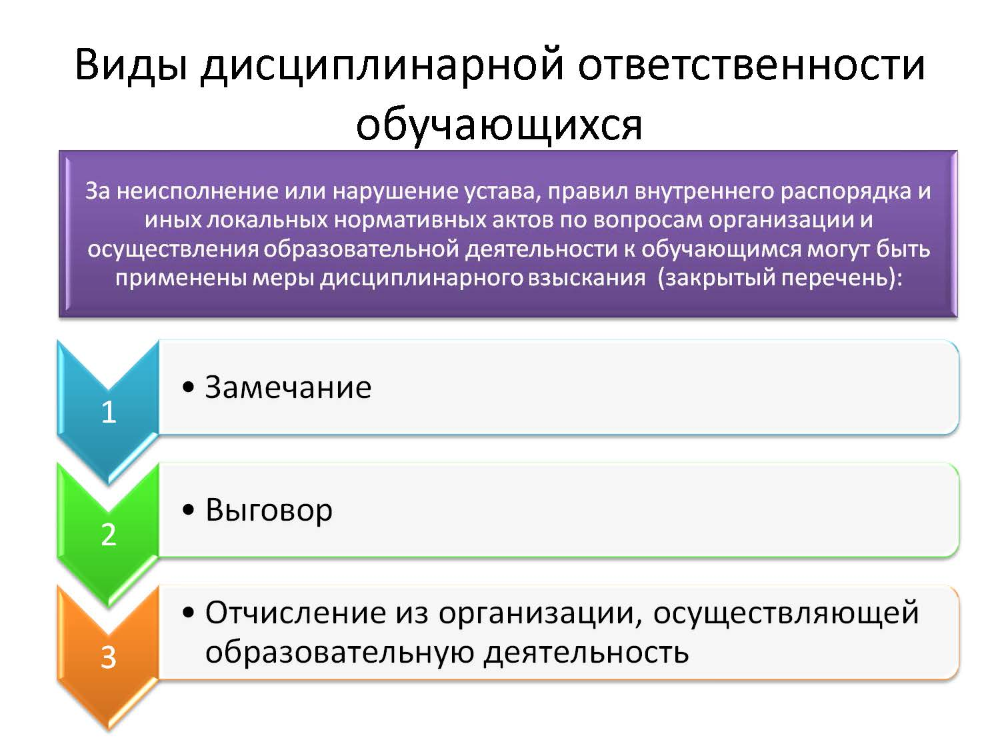 Виды дисциплинарной ответственности
обучающихся
За неисполнение или нарушение устава, правил внутреннего распорядка и
иных локальных нормативных актов по вопросам организации и
осуществления образовательной деятельности к обучающимся могут быть
применены меры дисциплинарного взыскания (закрытый перечень):
1
• Замечание
2
• Выговор
3
• Отчисление из организации, осуществляющей
образовательную деятельность